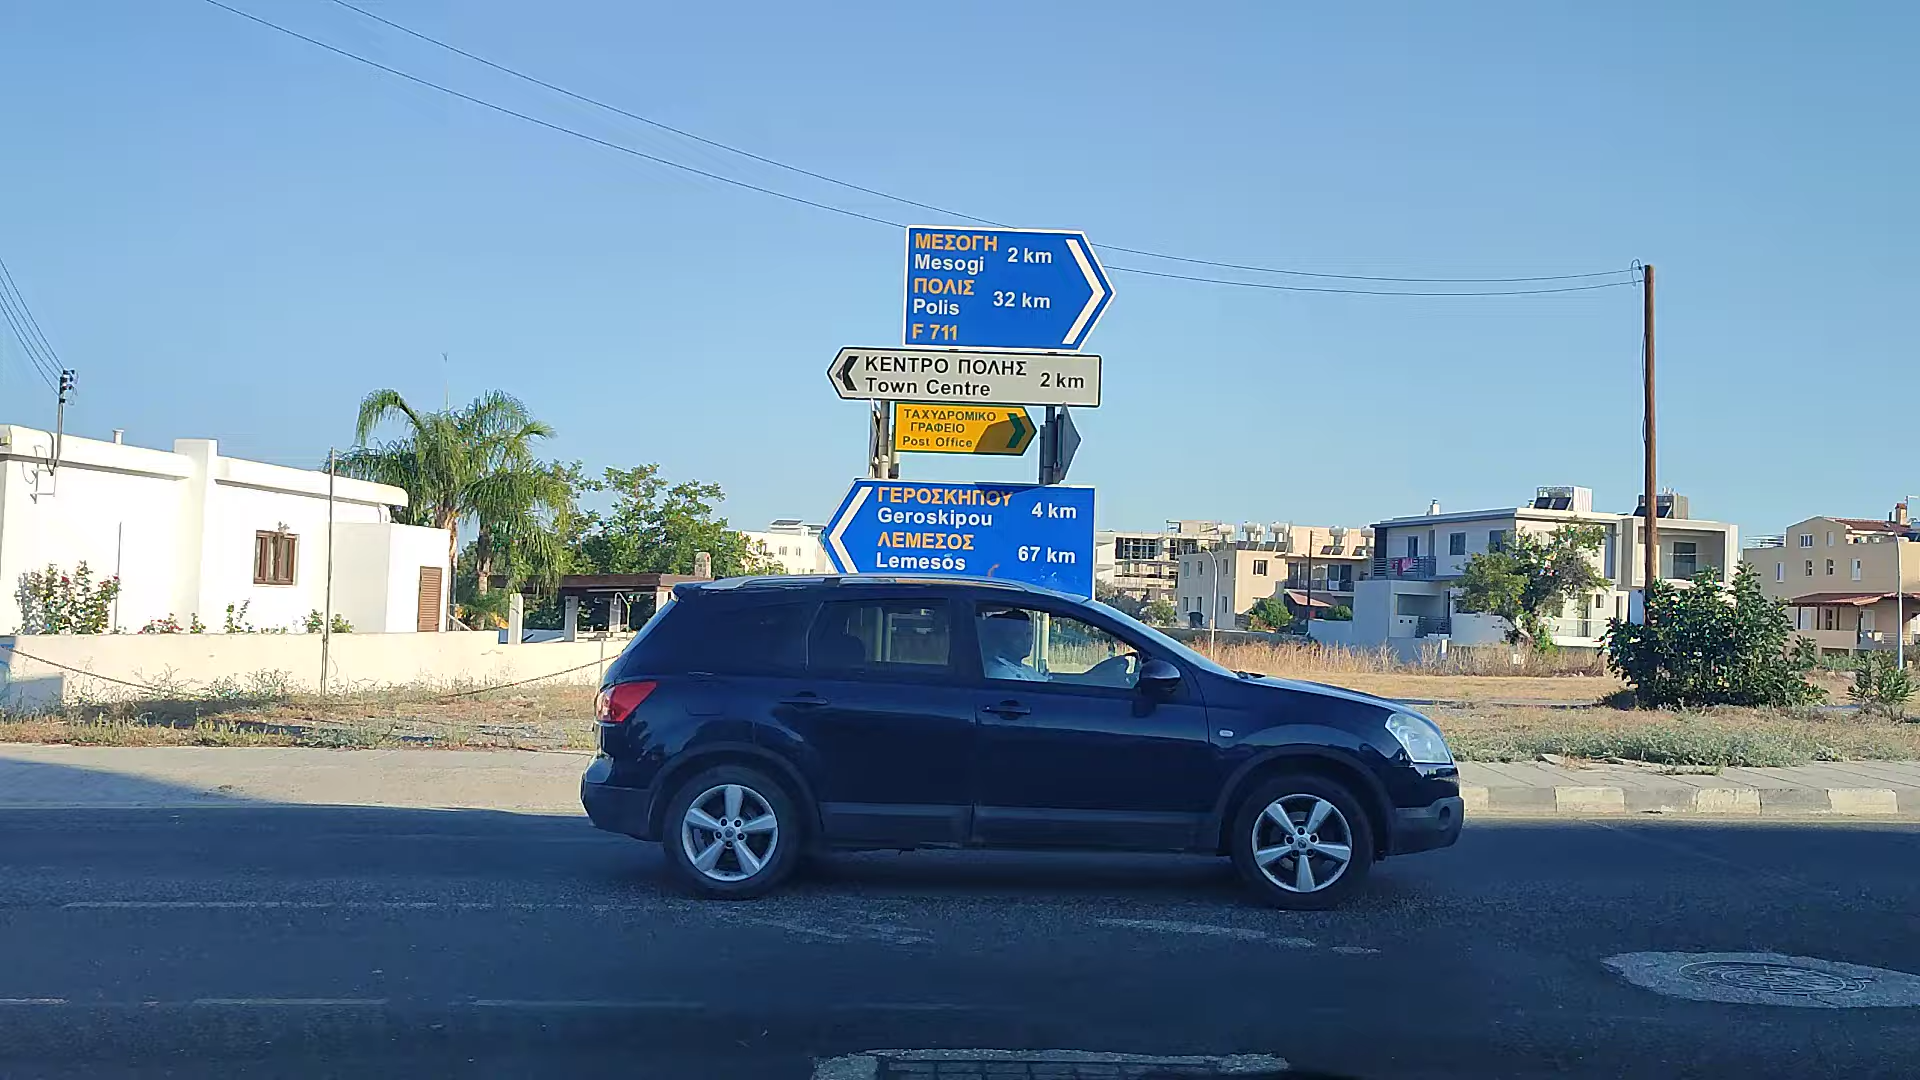 ΜΕΣΟΓΗ
Mesogi
2 km
ΠΟΛΙΣ
Polis
32 km
F 711
ΚΕΝΤΡΟ ΠΟΛΗΣ
Town Centre
2 km
ΤΑΧΥΔΡΟΜΙΚΟ
ΓΡΑΦΕΙΟ
Post Office
ΓΕΡΟΣΚΗΠΟΥ
Geroskipou
4 km
ΛΕΜΕΣΟΣ
Lemesos
67 km